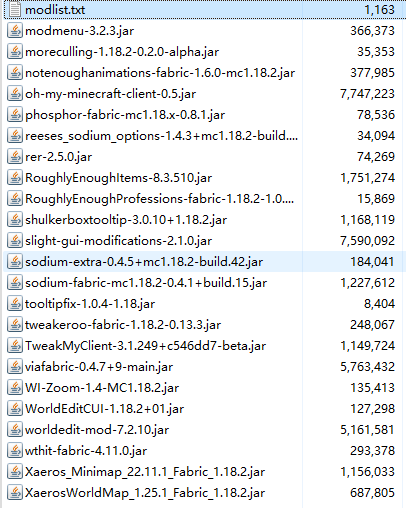 modlist.txt 1,163
modmenu-3.2.3.jar 366,373
moreculling-1.18.2-0.2.0-alpha.jar 35,353
notenoughanimations-fabric-1.6.0-mc1.18.2.jar 377,985
oh-my-minecraft-client-0.5.jar 7,747,223
phosphor-fabric-mc1.18.x-0.8.1.jar 78,536
reeses_sodium_options-1.4.3+mc1.18.2-build.... 34,094
rer-2.5.0.jar 74,269
RoughlyEnoughItems-8.3.510.jar 1,751,274
RoughlyEnoughProfessions-fabric-1.18.2-1.0.... 15,869
shulkerboxtooltip-3.0.10+1.18.2.jar 1,168,119
slight-gui-modifications-2.1.0.jar 7,590,092
sodium-extra-0.4.5+mc1.18.2-build.42.jar 184,041
sodium-fabric-mc1.18.2-0.4.1+build.15.jar 1,227,612
tooltipfix-1.0.4-1.18.jar 8,404
tweakeroo-fabric-1.18.2-0.13.3.jar 248,067
TweakMyClient-3.1.249+c546dd7-beta.jar 1,149,724
viafabric-0.4.7+9-main.jar 5,763,432
WI-Zoom-1.4-MC1.18.2.jar 135,413
WorldEditCUI-1.18.2+01.jar 127,298
worldedit-mod-7.2.10.jar 5,161,581
wthit-fabric-4.11.0.jar 293,378
Xaeros_Minimap_22.11.1_Fabric_1.18.2.jar 1,156,033
XaerosWorldMap_1.25.1_Fabric_1.18.2.jar 687,805